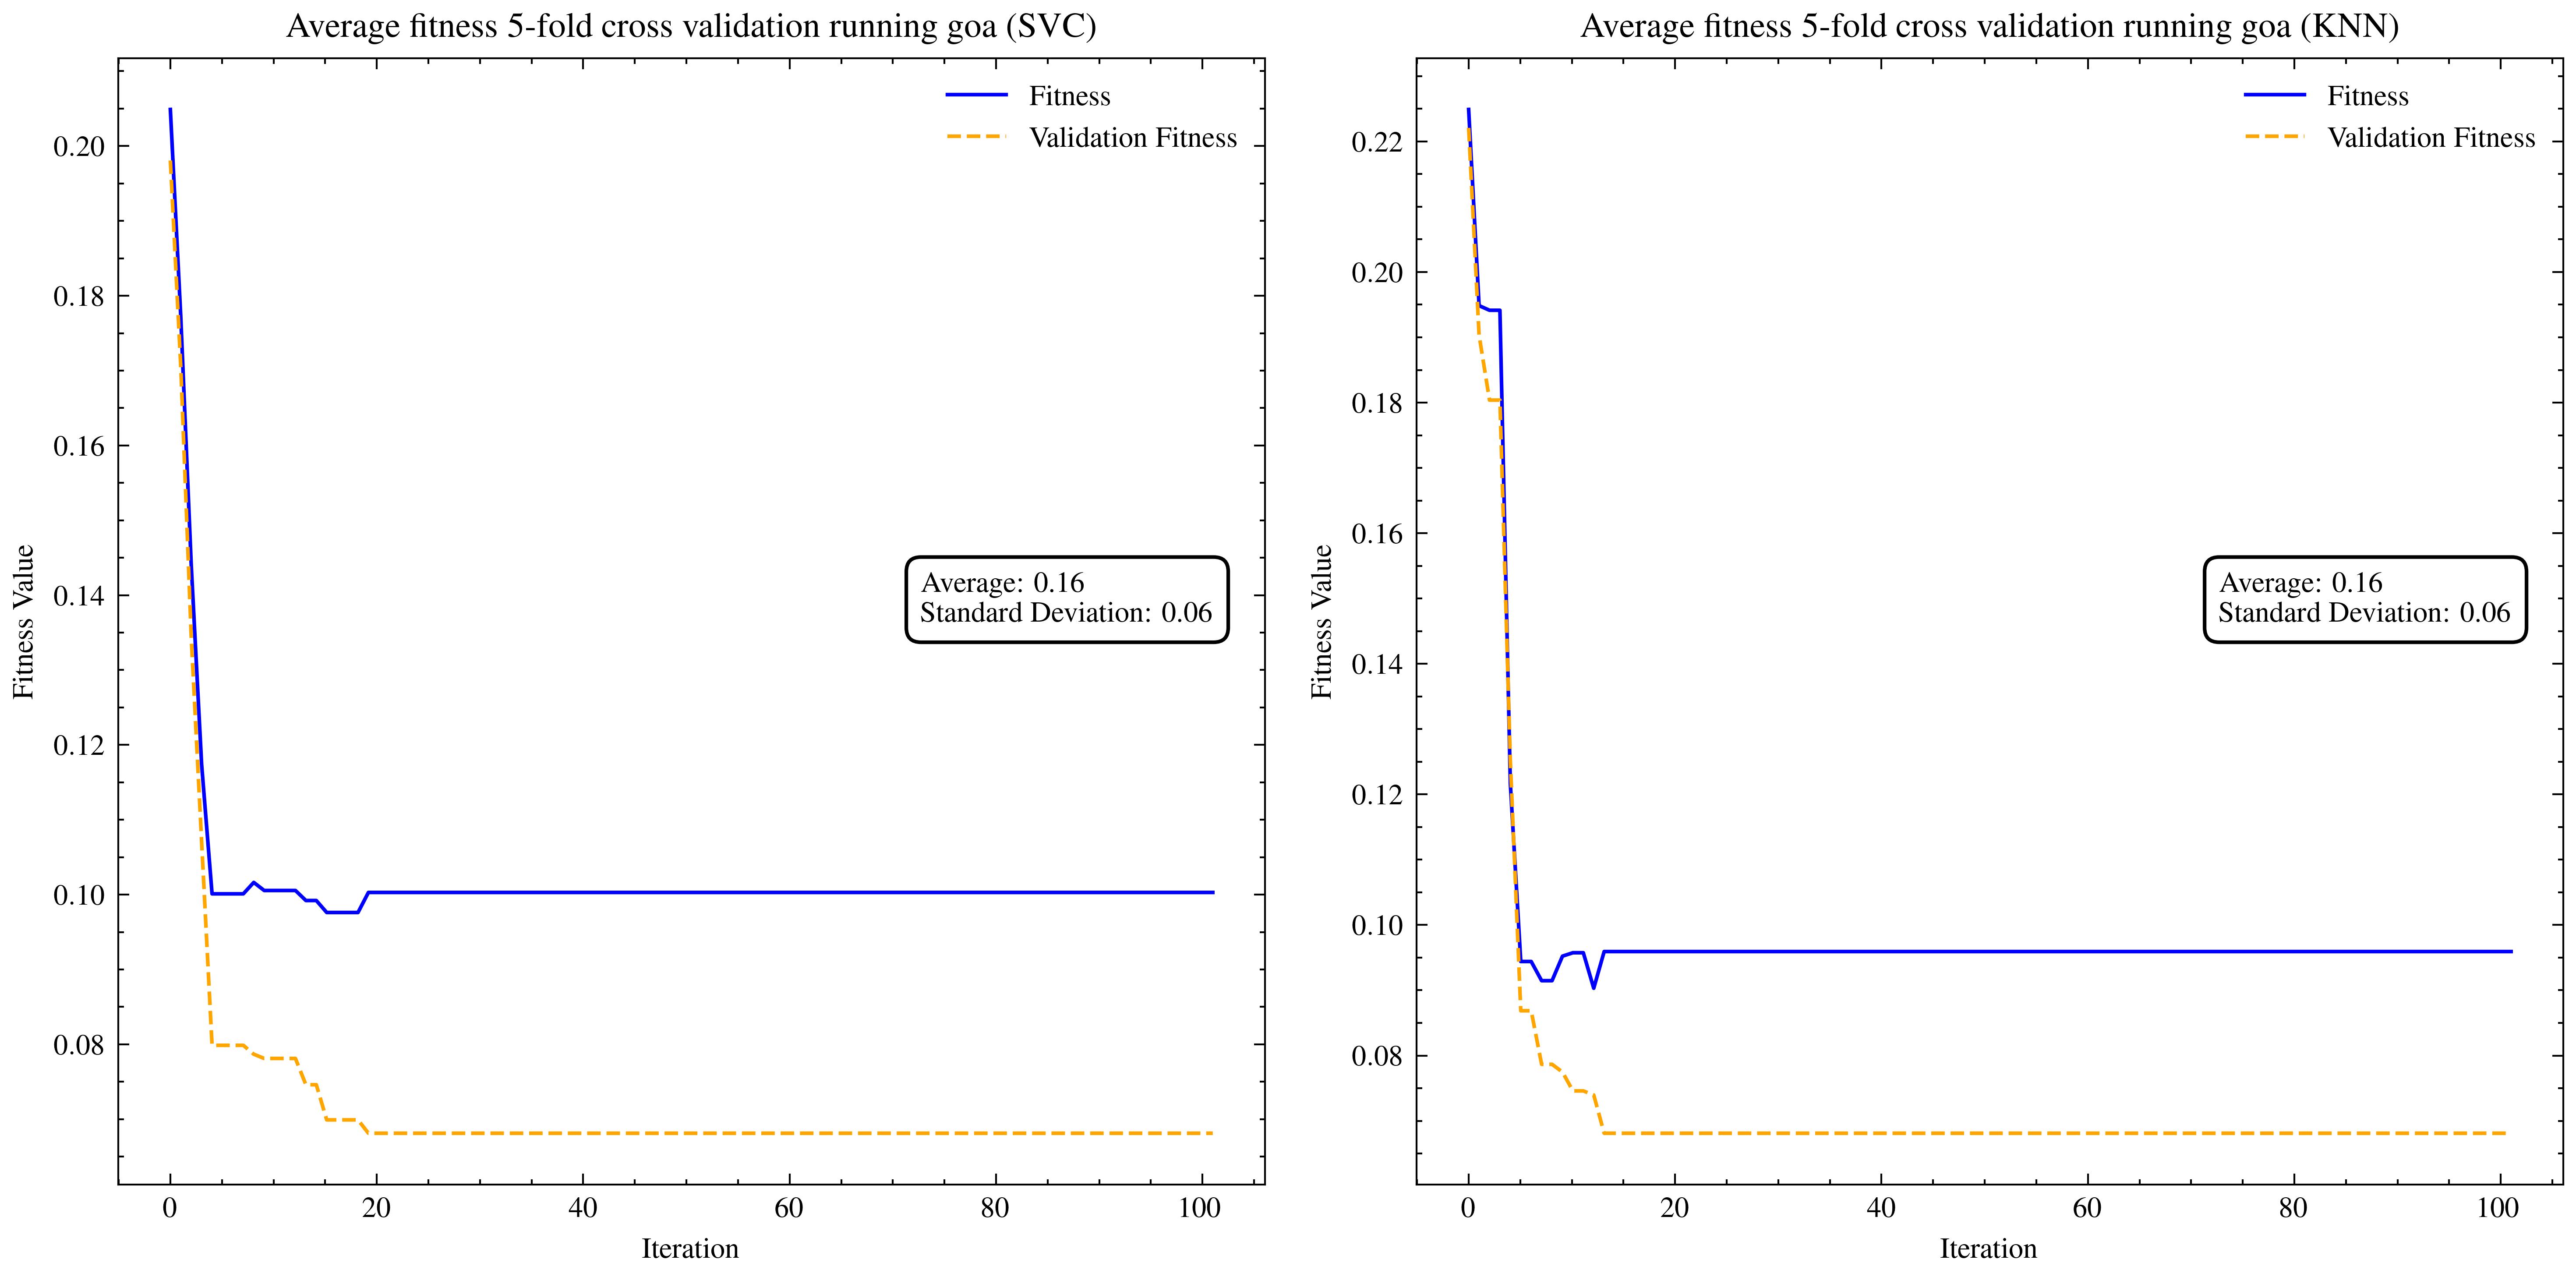 Average fitness 5-fold cross validation running goa (SVC)
Fitness
Validation Fitness
Average: 0.16
Standard Deviation: 0.06
Fitness Value
0.20
0.18
0.16
0.14
0.12
0.10
0.08
0
20
40
60
80
100
Iteration
Average fitness 5-fold cross validation running goa (KNN)
Fitness
Validation Fitness
Average: 0.16
Standard Deviation: 0.06
Fitness Value
0.22
0.20
0.18
0.16
0.14
0.12
0.10
0.08
0
20
40
60
80
100
Iteration